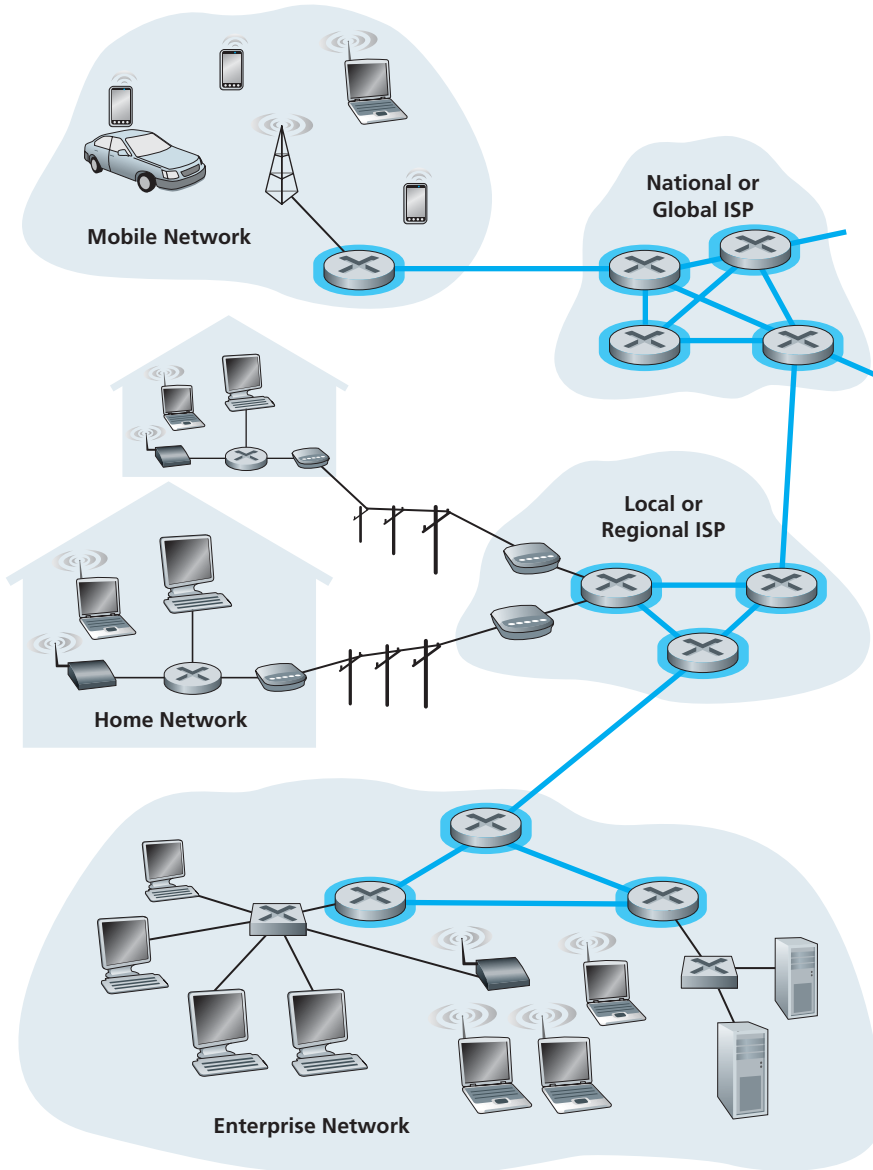 National or
Global ISP
Mobile Network
Local or
Regional ISP
Home Network
Enterprise Network